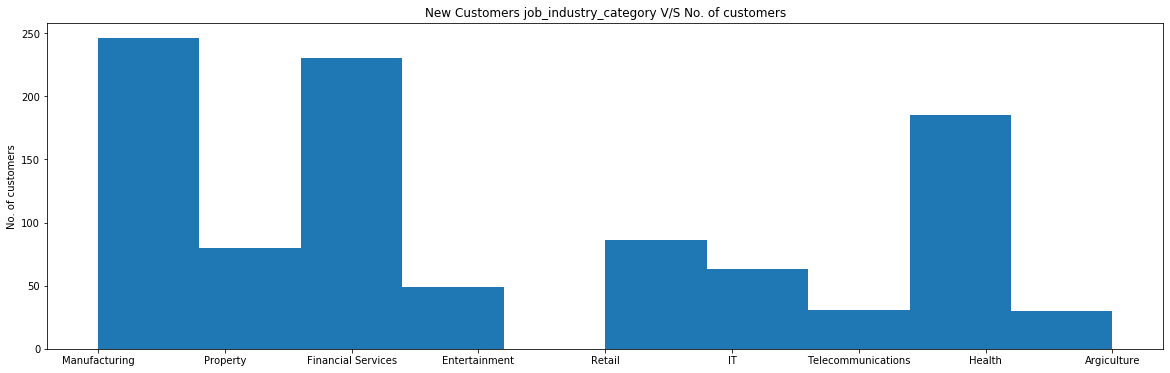 New Customers job_industry_category V/S No. of customers
250
200
150
100
50
0
No. of customers
Manufacturing Property Financial Services Entertainment Retail IT Telecommunications Health Argiculture